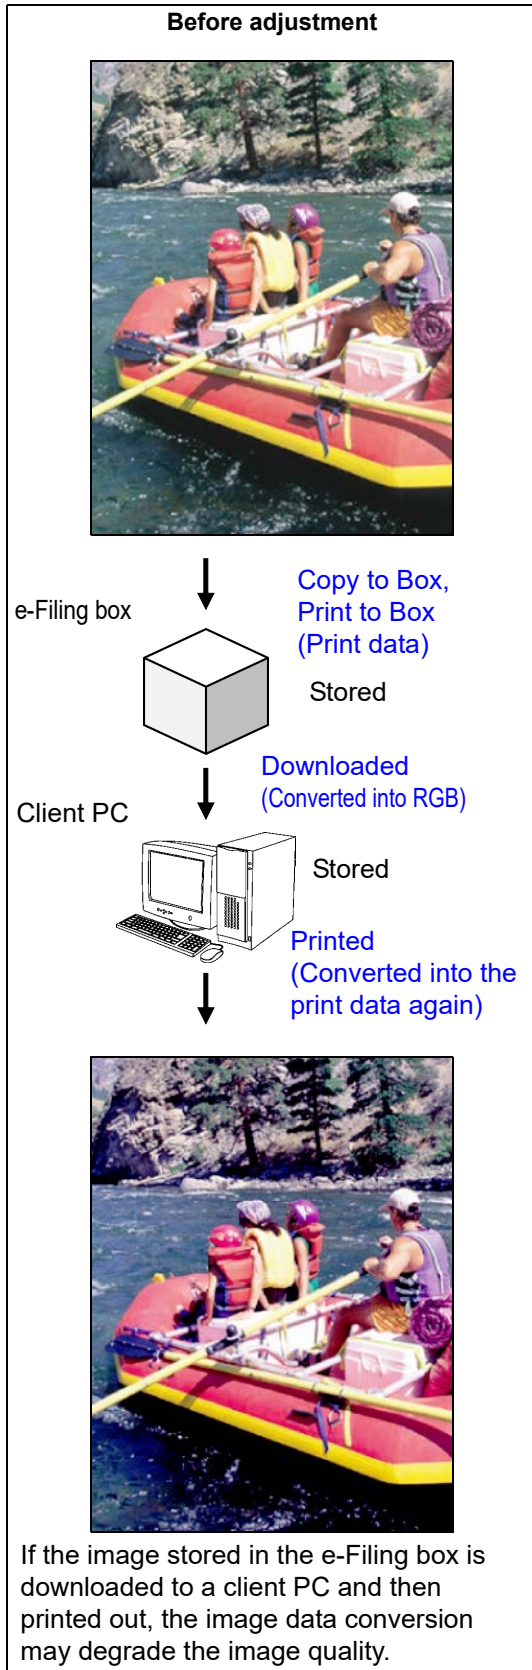 Before adjustment
Copy to Box,
Print to Box
(Print data)
e-Filing box
Stored
Downloaded
(Converted into RGB)
Client PC
Stored
Printed
(Converted into the
print data again)
If the image stored in the e-Filing box is
downloaded to a client PC and then
printed out, the image data conversion
may degrade the image quality.